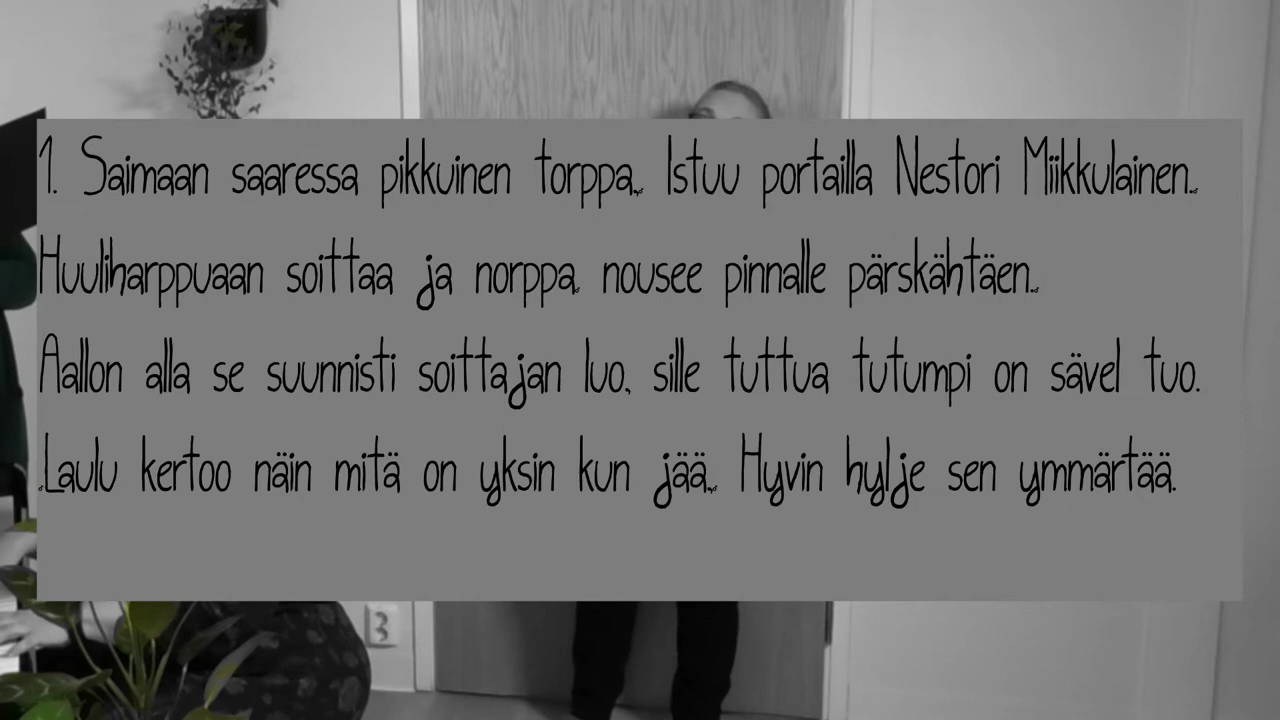 1. Saimaan saaressa pikkuinen torppa,. Istuu portailla Nestori Miikkulainen.
Huuliharppuaan soittaa ja norppa, nousee pinnalle pärskähtäen.
Aallon alla se suunnisti soittajan luo, sille tuttua tutumpi on sävel tuo.
Laulu kertoo näin mitä on yksin kun jää,. Hyvin hylje sen ymmärtää.